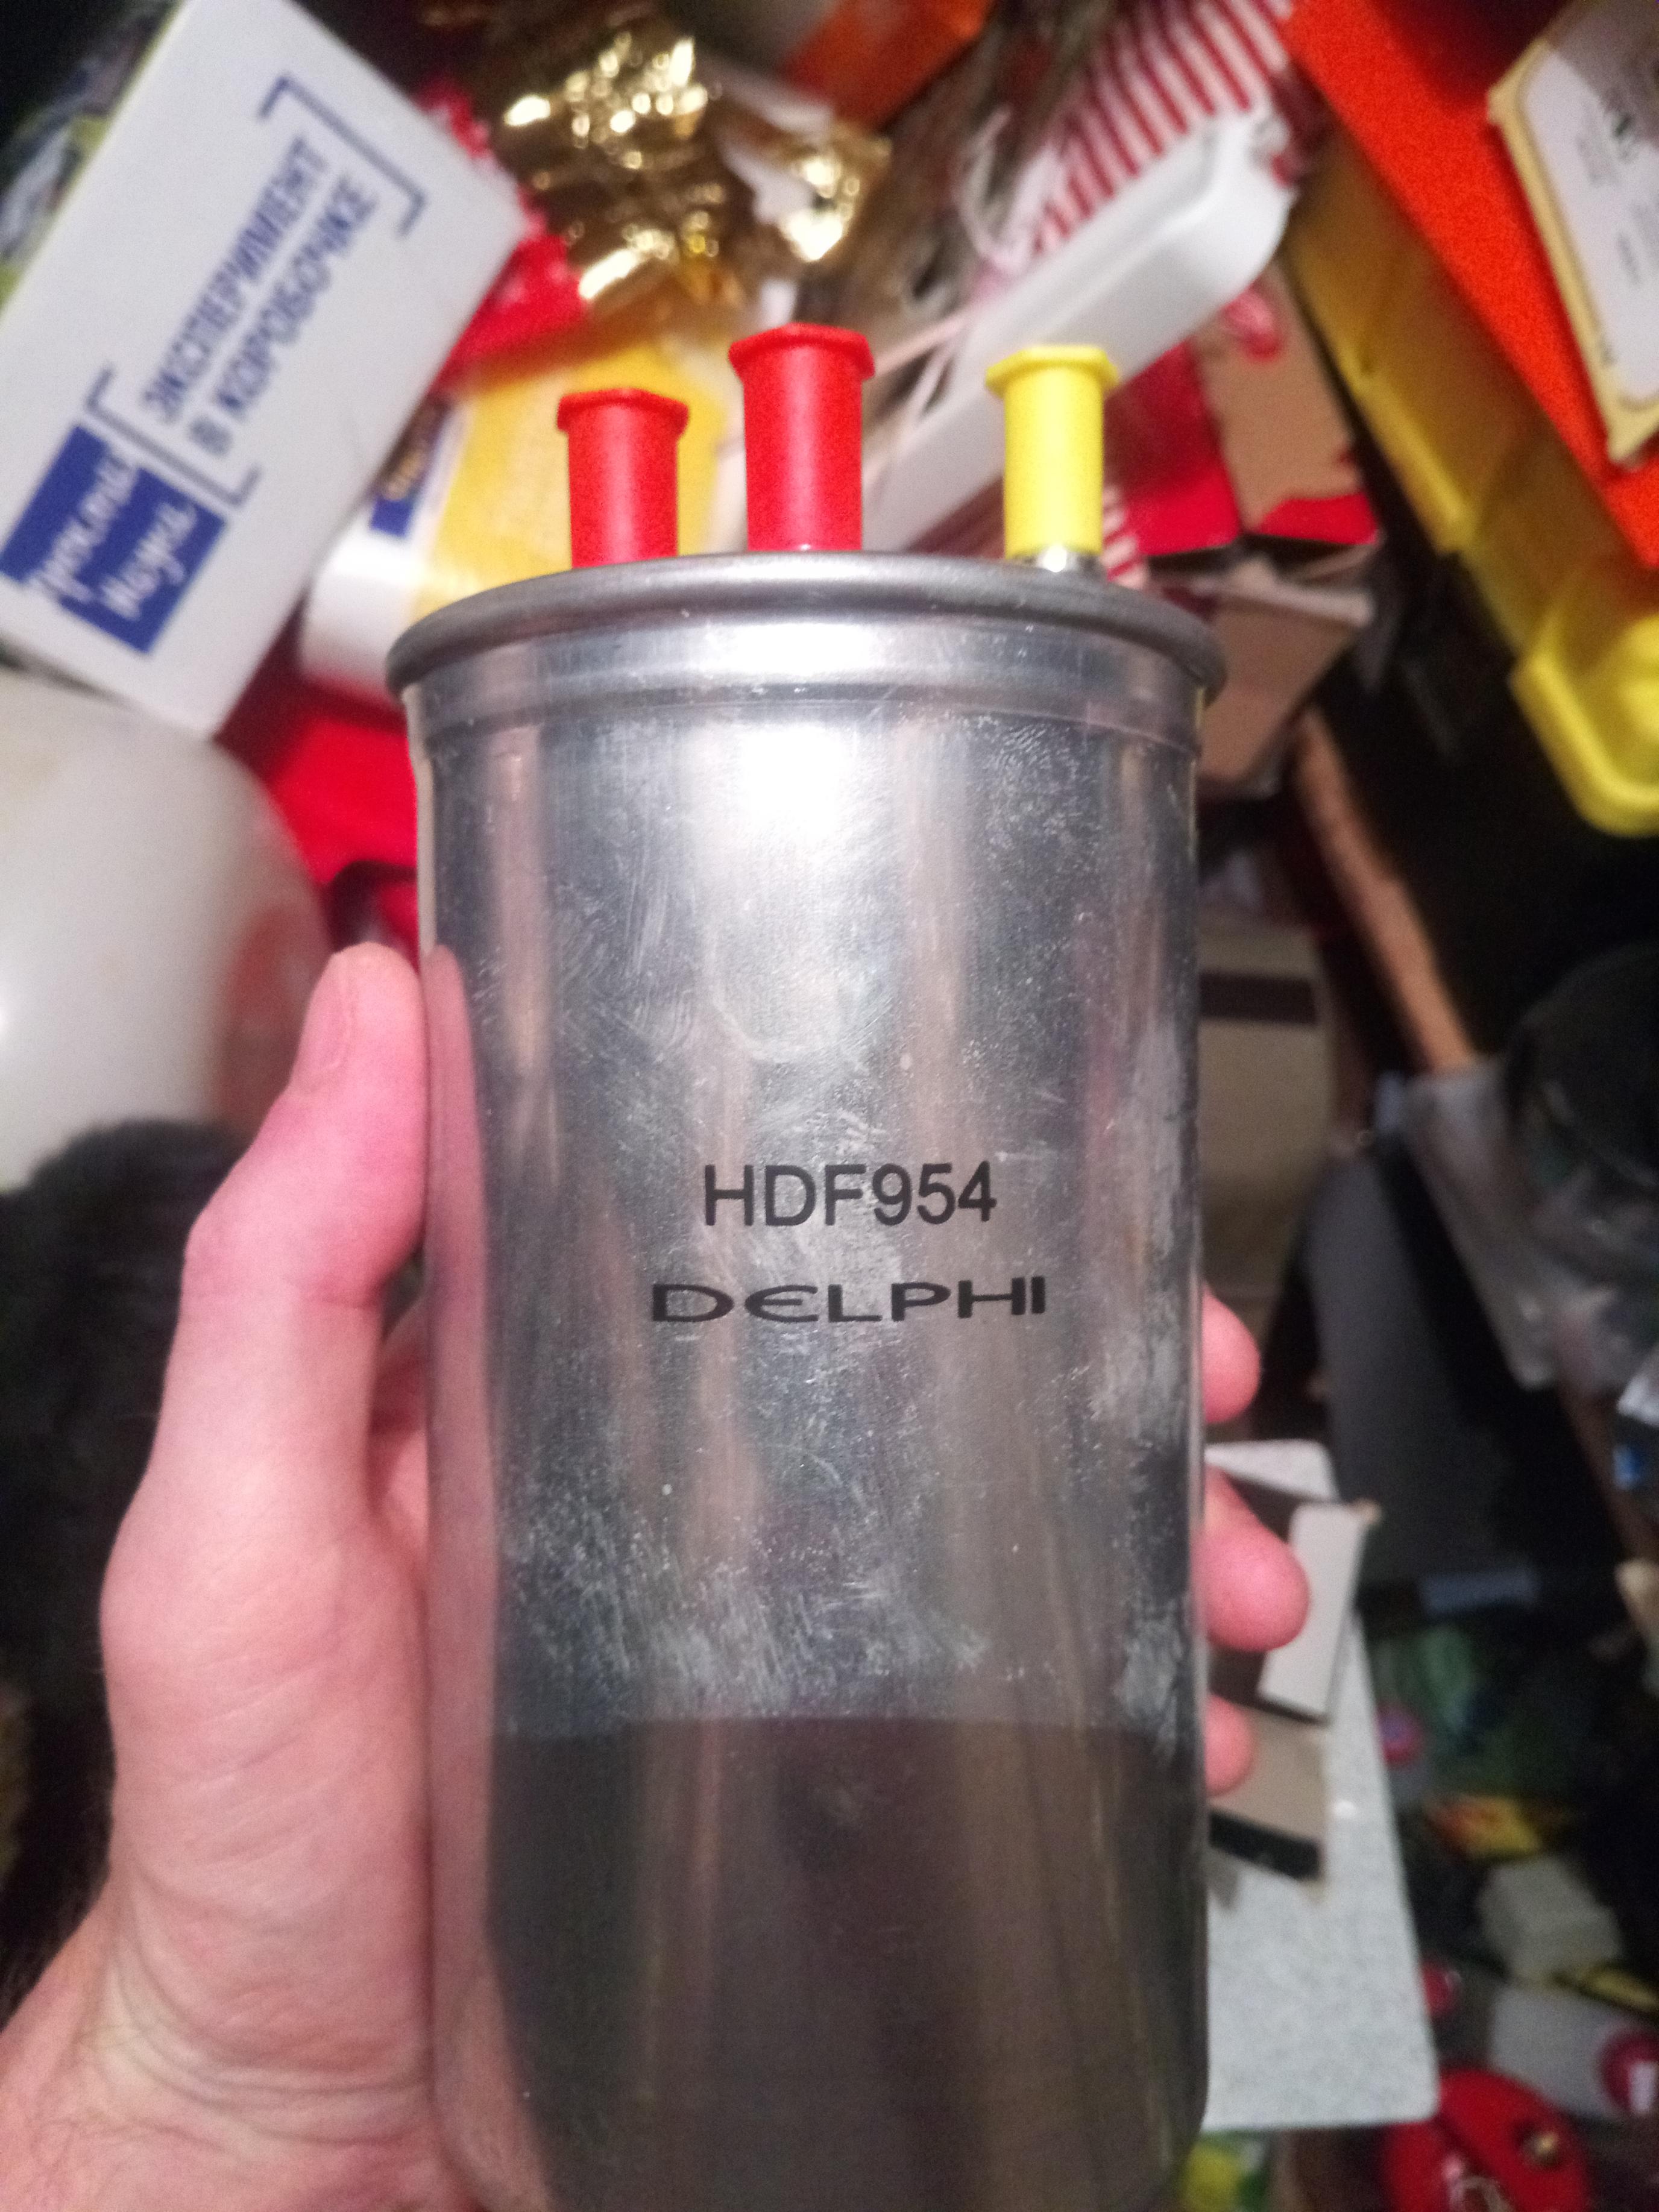 ЭКСПЕРИМЕНТ
В КОРОБОЧКЕ
HDF954
DELPHI